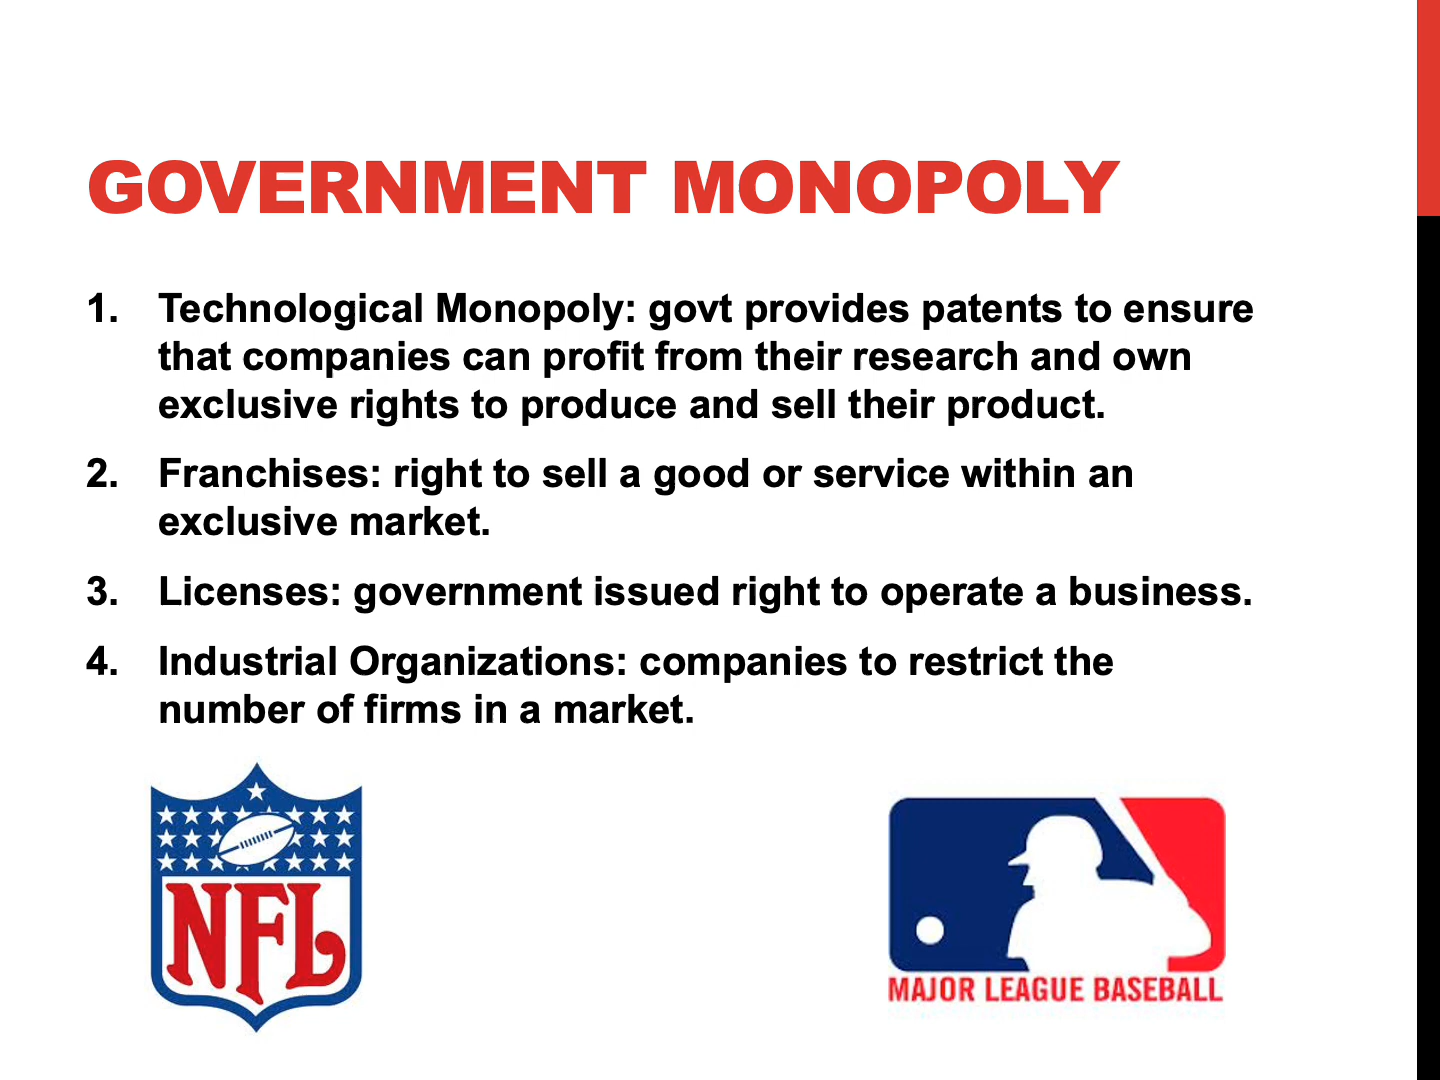 GOVERNMENT MONOPOLY
1. Technological Monopoly: govt provides patents to ensure
that companies can profit from their research and own
exclusive rights to produce and sell their product.
2. Franchises: right to sell a good or service within an
exclusive market.
3. Licenses: government issued right to operate a business.
4. Industrial Organizations: companies to restrict the
number of firms in a market.
NFL
MAJOR LEAGUE BASEBALL